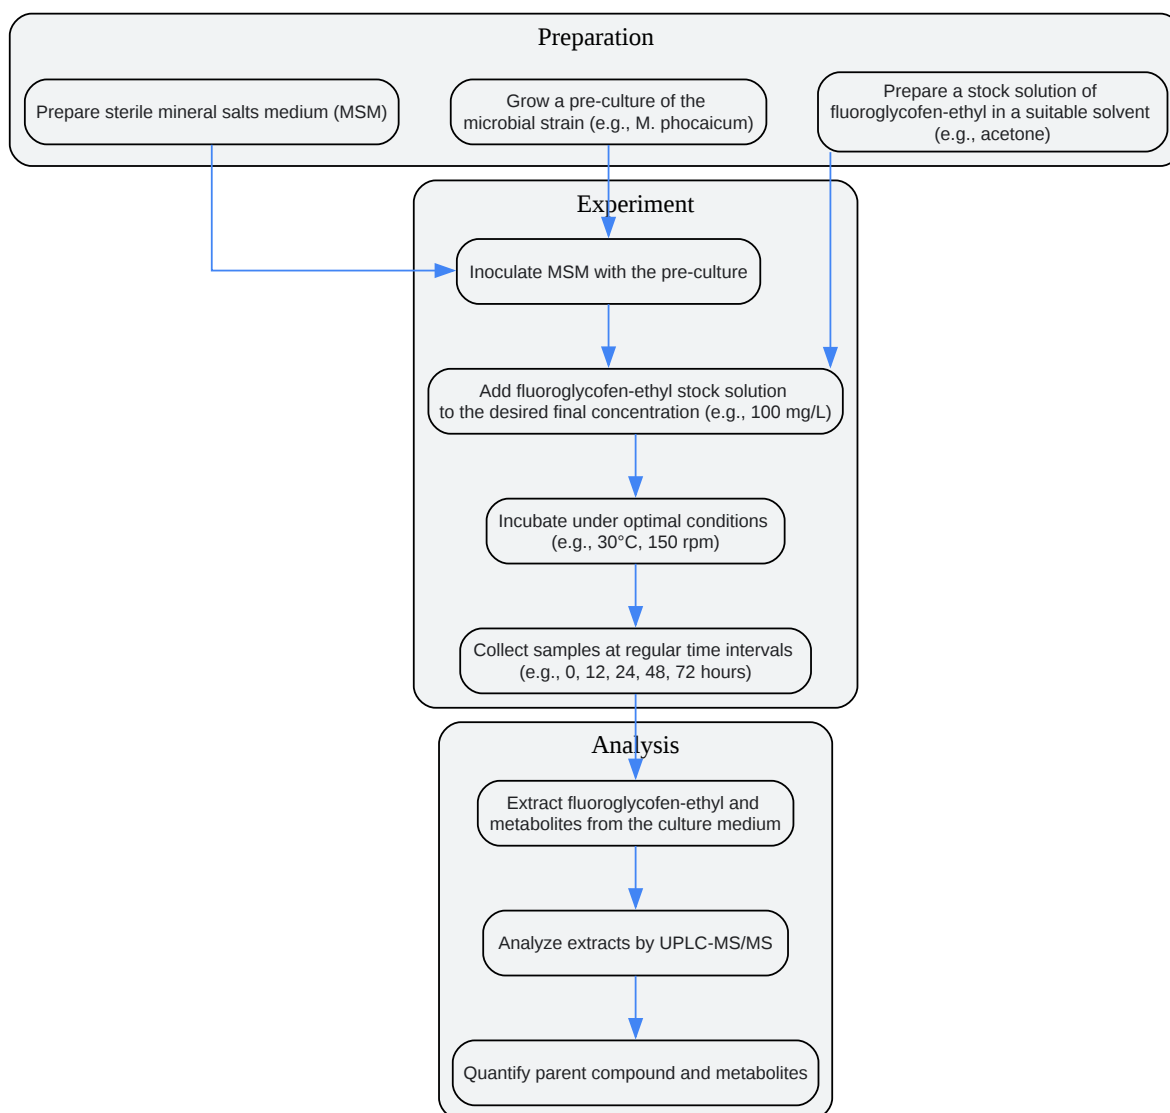 Preparation
Prepare sterile mineral salts medium (MSM)
Grow a pre-culture of the
microbial strain (e.g., M. phocaicum)
Prepare a stock solution of
fluoroglycofen-ethyl in a suitable solvent
(e.g., acetone)
Experiment
Inoculate MSM with the pre-culture
Add fluoroglycofen-ethyl stock solution
to the desired final concentration (e.g., 100 mg/L)
Incubate under optimal conditions
(e.g., 30°C, 150 rpm)
Collect samples at regular time intervals
(e.g., 0, 12, 24, 48, 72 hours)
Analysis
Extract fluoroglycofen-ethyl and
metabolites from the culture medium
Analyze extracts by UPLC-MS/MS
Quantify parent compound and metabolites